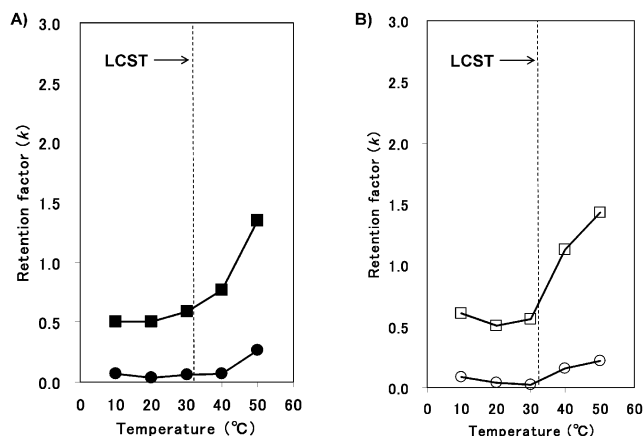 A)
LCST
Retention factor (k)
3.0
2.5
2.0
1.5
1.0
0.5
0.0
0 10 20 30 40 50 60
Temperature (℃)
B)
LCST
Retention factor (k)
3.0
2.5
2.0
1.5
1.0
0.5
0.0
0 10 20 30 40 50 60
Temperature (℃)